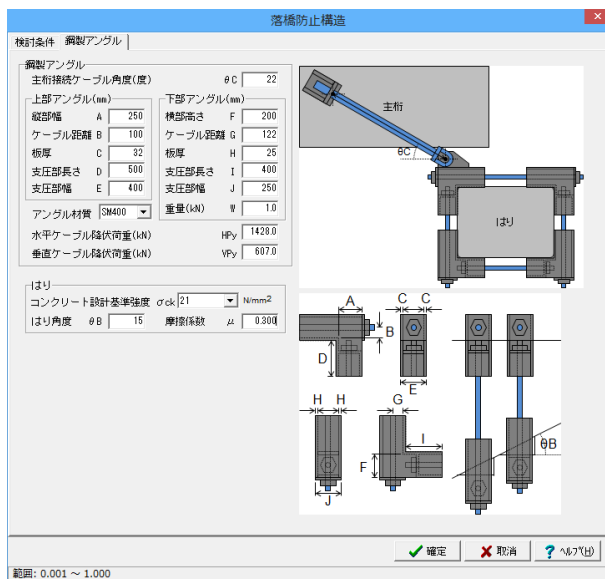 落橋防止構造
検討条件 鋼製アングル
鋼製アングル
主桁接続ケーブル角度(度) θC 22
上部アングル(mm)
縦部幅 A 250
ケーブル距離 B 100
板厚 C 32
支圧部長さ D 500
支圧部幅 E 400
下部アングル(mm)
横部高さ F 200
ケーブル距離 G 122
板厚 H 25
支圧部長さ I 400
支圧部幅 J 250
重量(kN) W 1.0
アングル材質 SM400
水平ケーブル降伏荷重(kN) HPy 1428.0
垂直ケーブル降伏荷重(kN) VPy 607.0
はり
コンクリート設計基準強度 σck 21 N/mm2
はり角度 θB 15 摩擦係数 μ 0.300
主桁
θC
はり
A
B
D
C C
E
H H
J
G
I
F
θB
確定 取消 ヘルプ(H)
範囲: 0.001 ～ 1.000